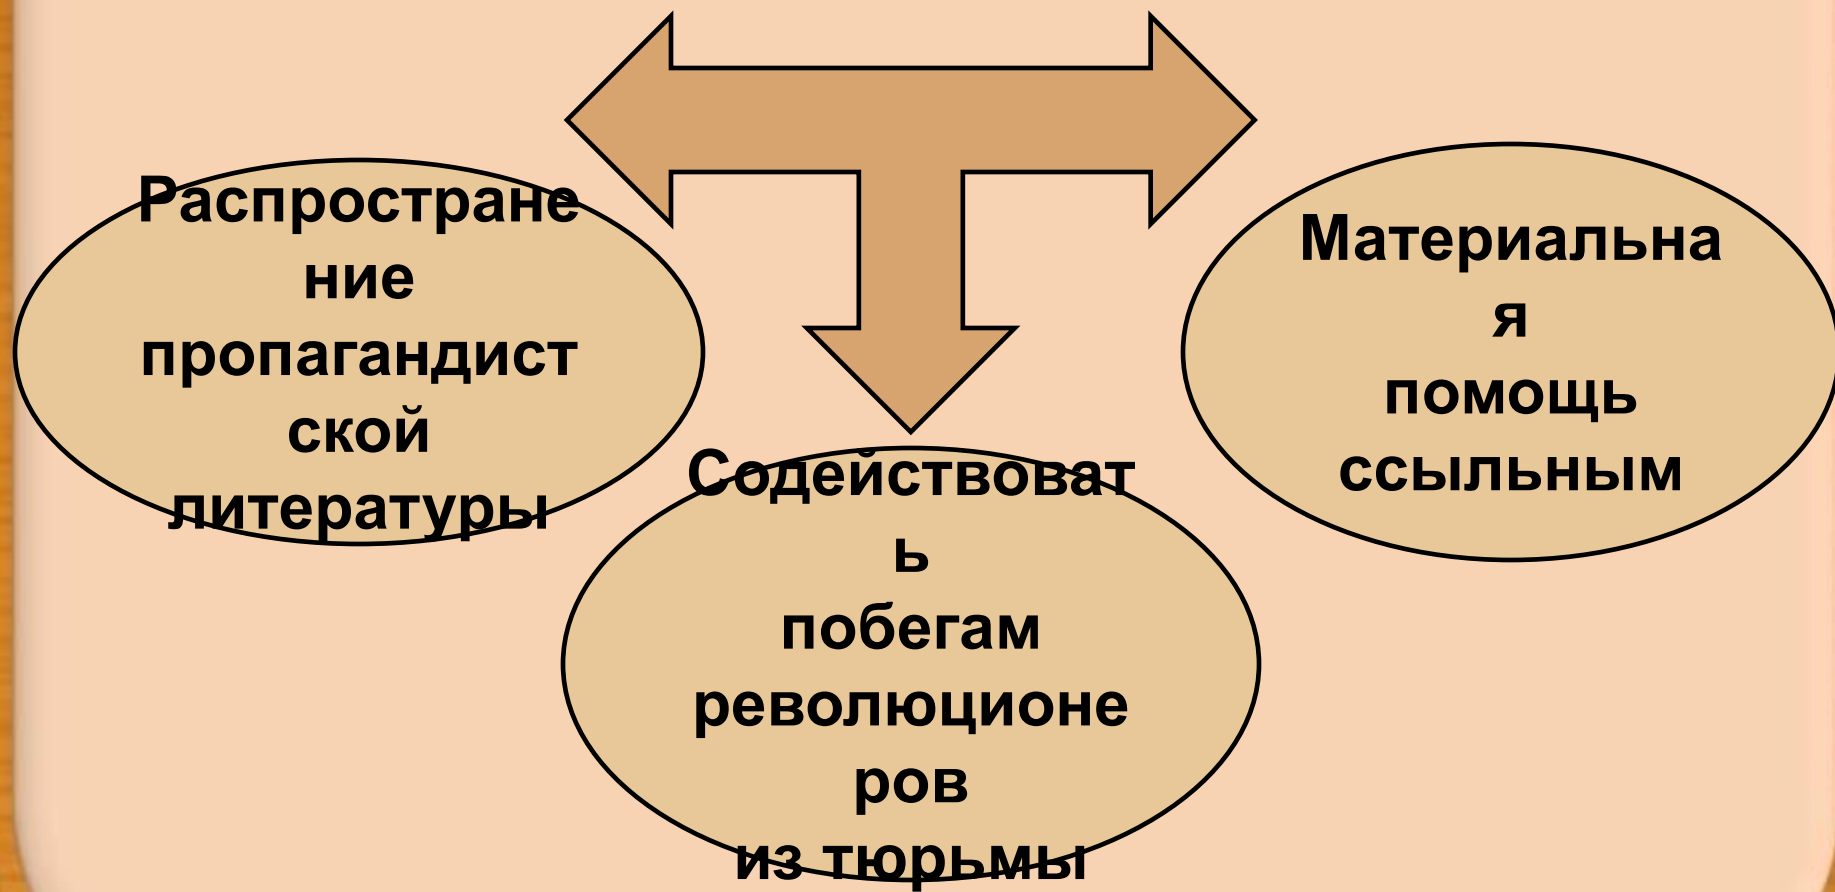 Распростране
ние
пропагандист
ской
литературы
Содействоват
ь
побегам
революционе
ров
из тюрьмы
Материальна
я
помощь
ссыльным